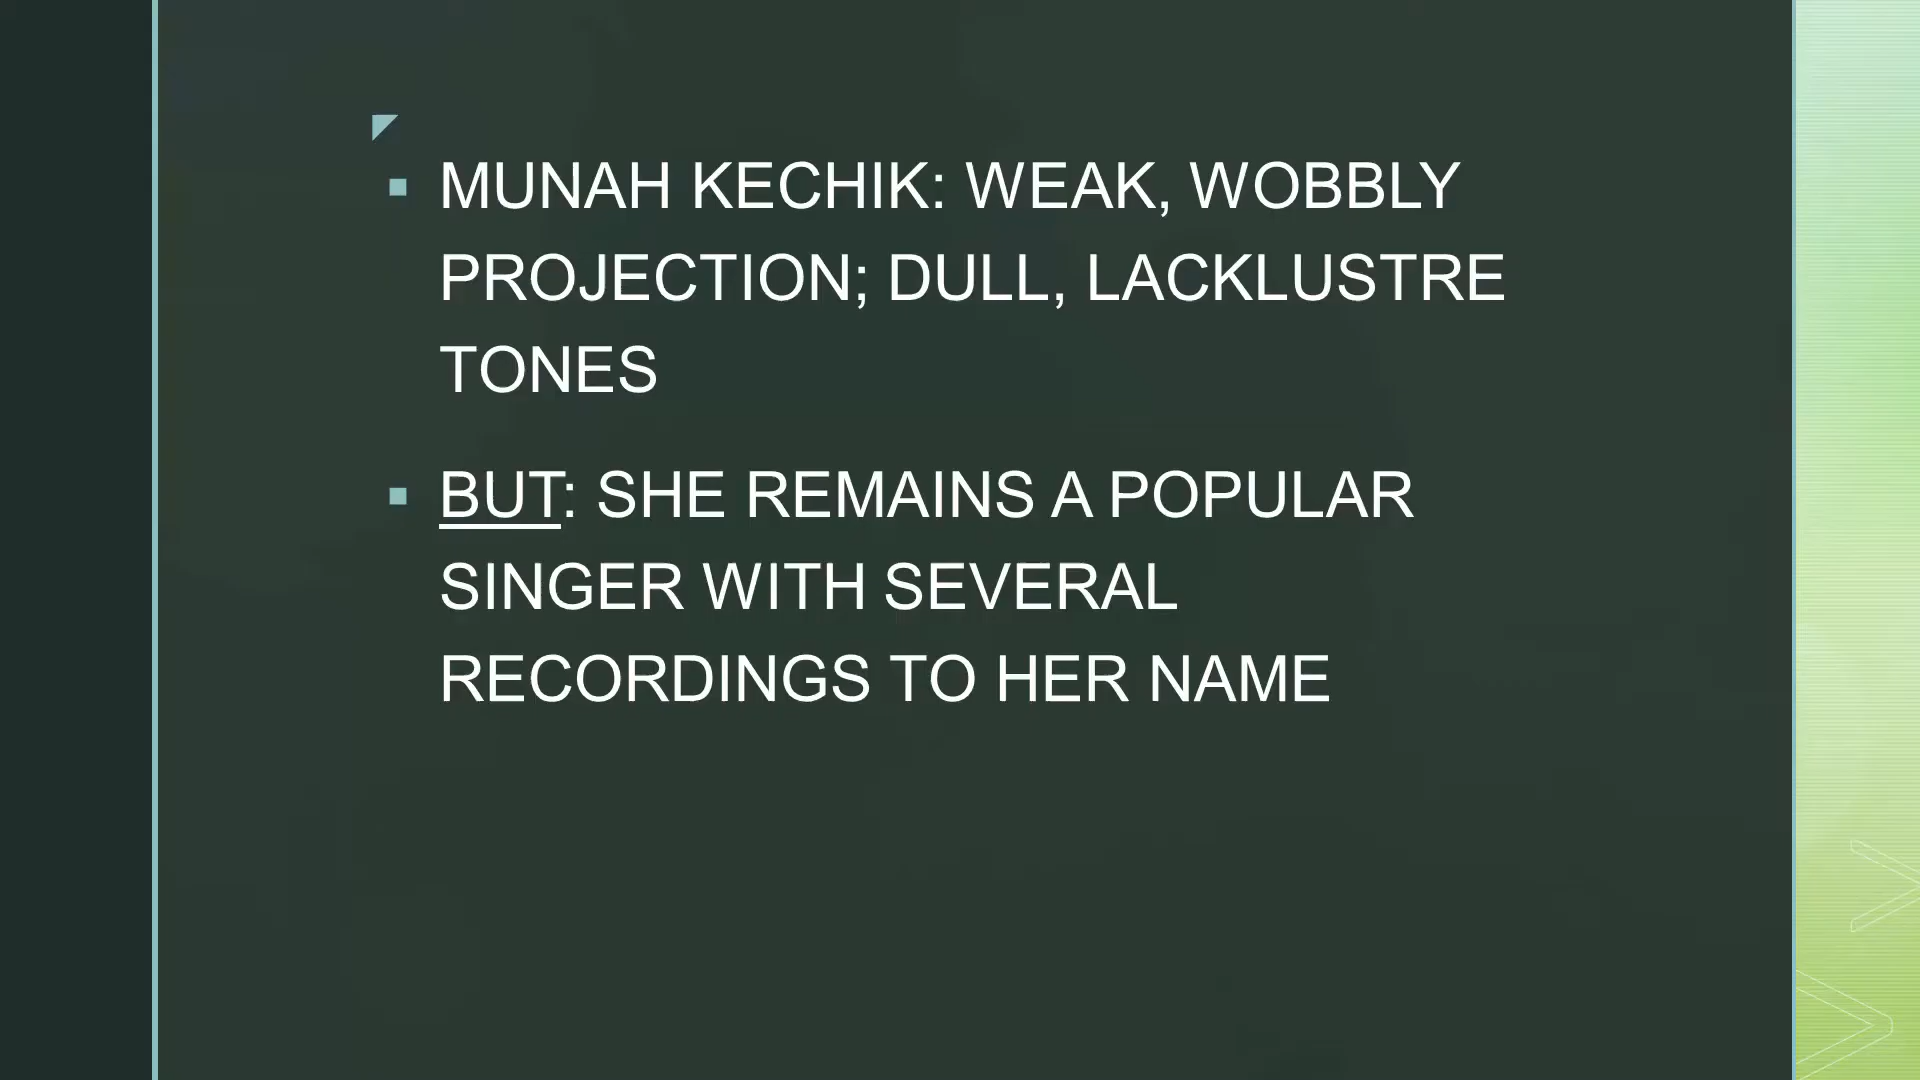 MUNAH KECHIK: WEAK, WOBBLY
PROJECTION; DULL, LACKLUSTRE
TONES
BUT: SHE REMAINS A POPULAR
SINGER WITH SEVERAL
RECORDINGS TO HER NAME